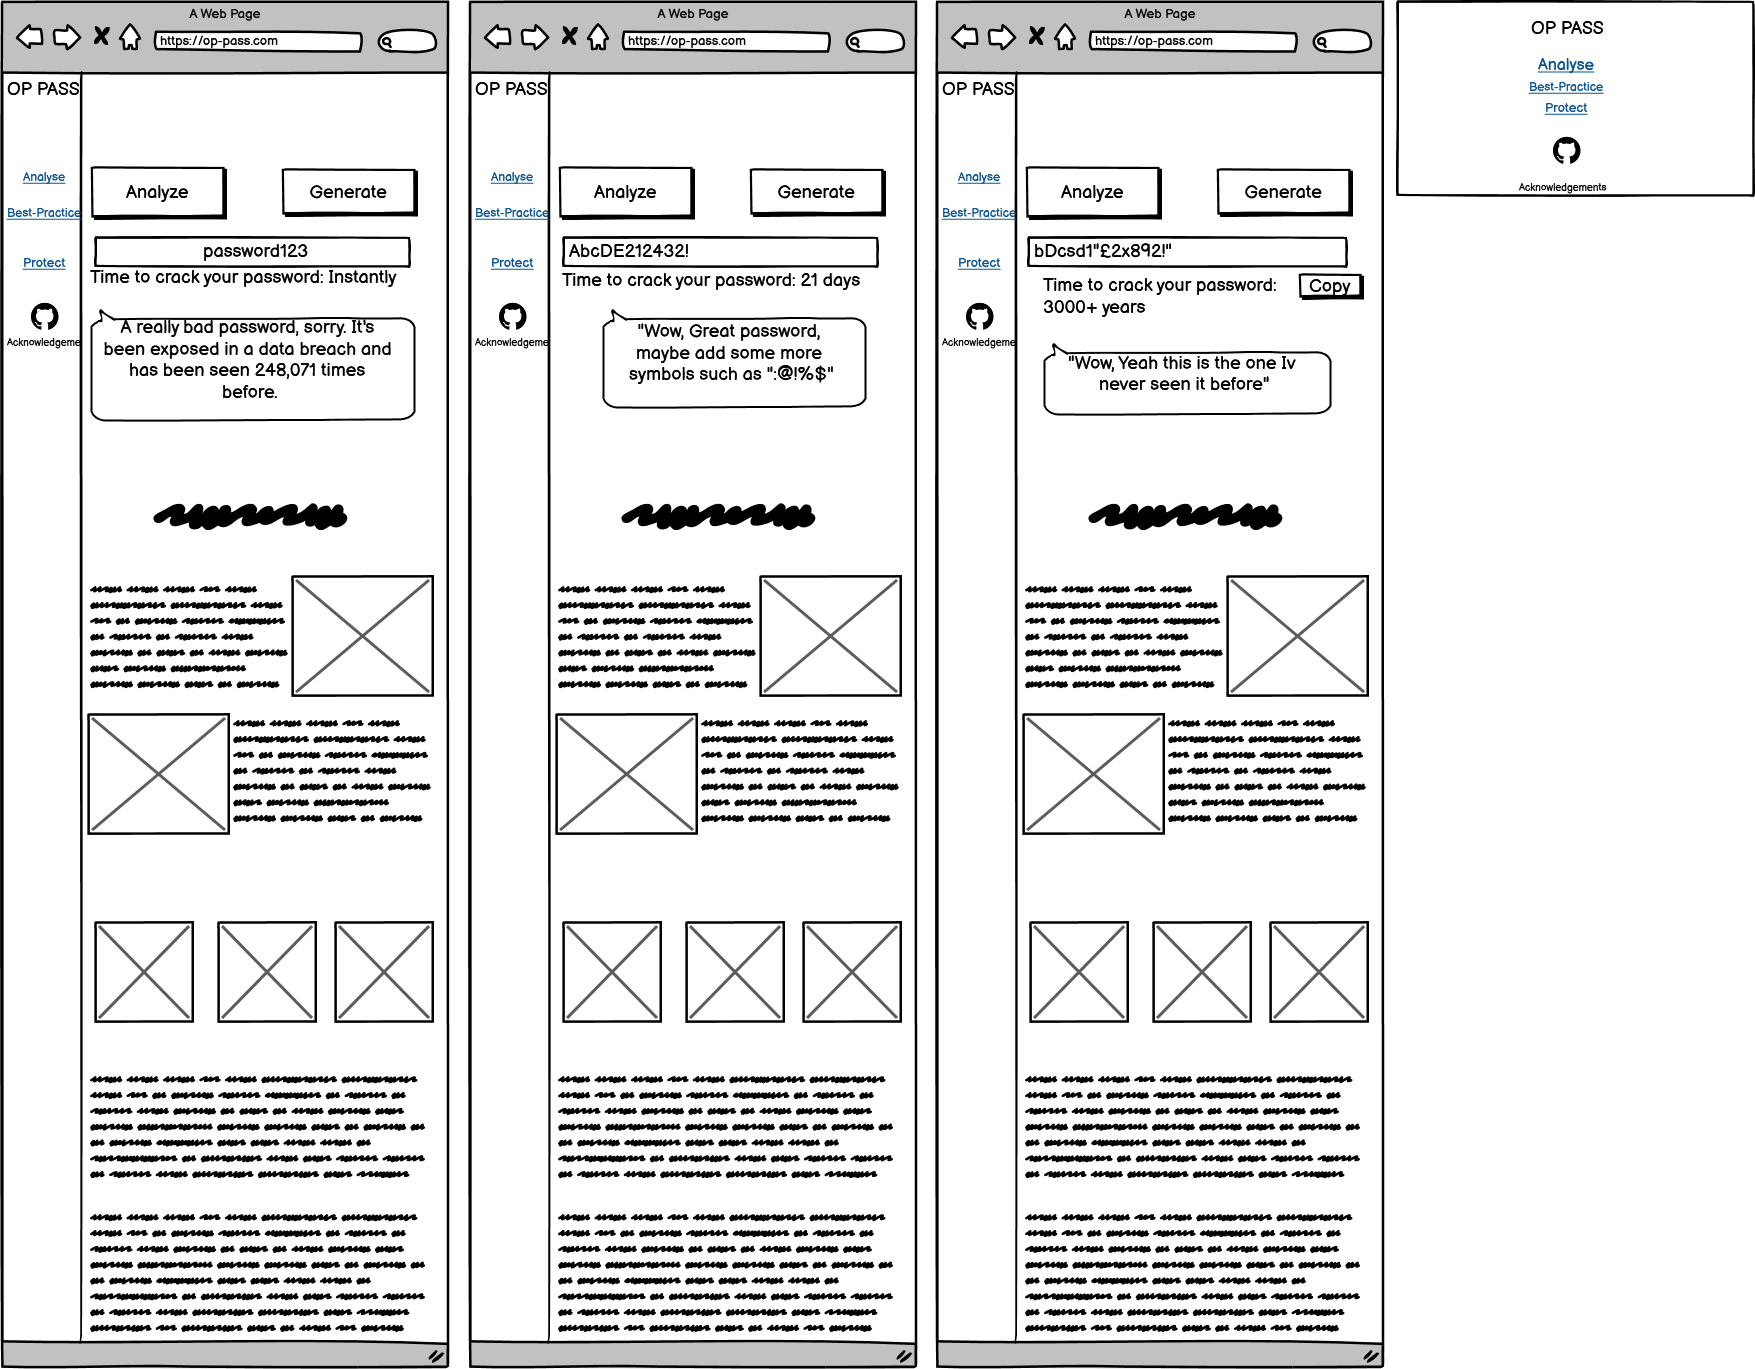 A Web Page
https://op-pass.com
OP PASS
Analyse
Best-Practice
Protect
Acknowledgeme
Analyze
Generate
password123
Time to crack your password: Instantly
A really bad password, sorry. It's
been exposed in a data breach and
has been seen 248,071 times
before.
A Web Page
https://op-pass.com
OP PASS
Analyse
Best-Practice
Protect
Acknowledgeme
Analyze
Generate
AbcDE212432!
Time to crack your password: 21 days
"Wow, Great password,
maybe add some more
symbols such as ":@!%$"
A Web Page
https://op-pass.com
OP PASS
Analyse
Best-Practice
Protect
Acknowledgeme
Analyze
Generate
bDcsd1"£2x892!"
Time to crack your password:
3000+ years
Copy
"Wow, Yeah this is the one Iv
never seen it before"
OP PASS
Analyse
Best-Practice
Protect
Acknowledgements